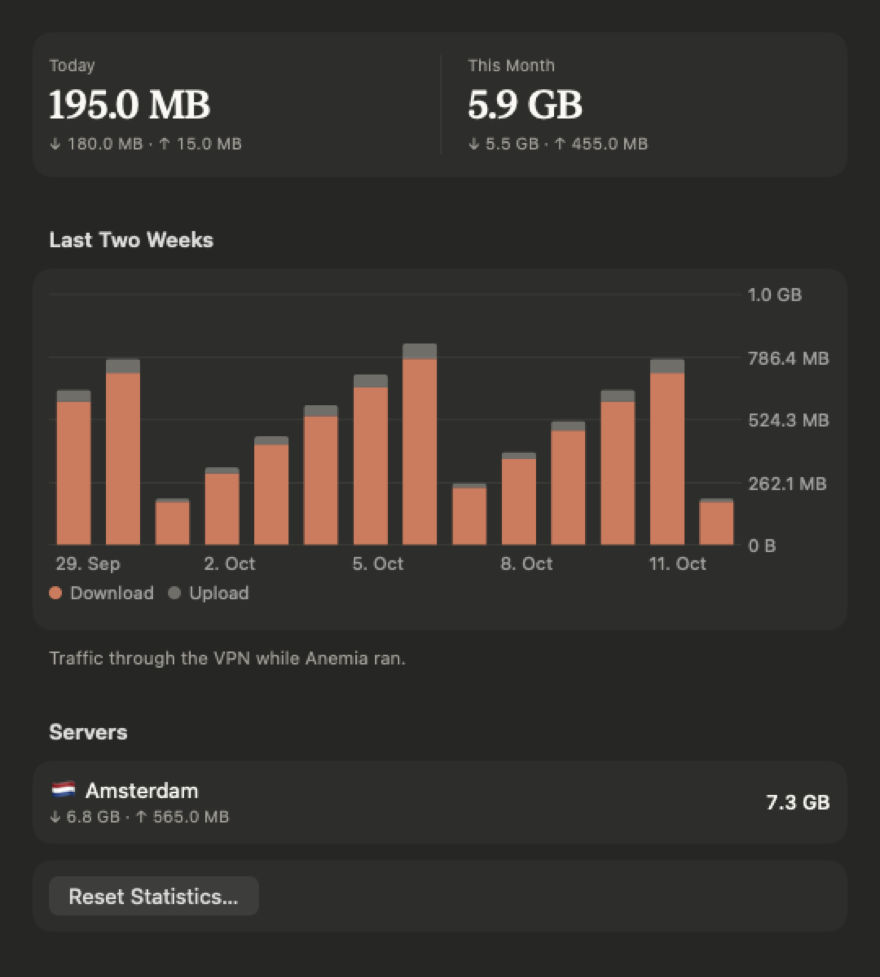 Today
195.0 MB
↓ 180.0 MB · ↑ 15.0 MB
This Month
5.9 GB
↓ 5.5 GB · ↑ 455.0 MB
Last Two Weeks
1.0 GB
786.4 MB
524.3 MB
262.1 MB
0 B
29. Sep
2. Oct
5. Oct
8. Oct
11. Oct
Download
Upload
Traffic through the VPN while Anemia ran.
Servers
Amsterdam
↓ 6.8 GB · ↑ 565.0 MB
7.3 GB
Reset Statistics...